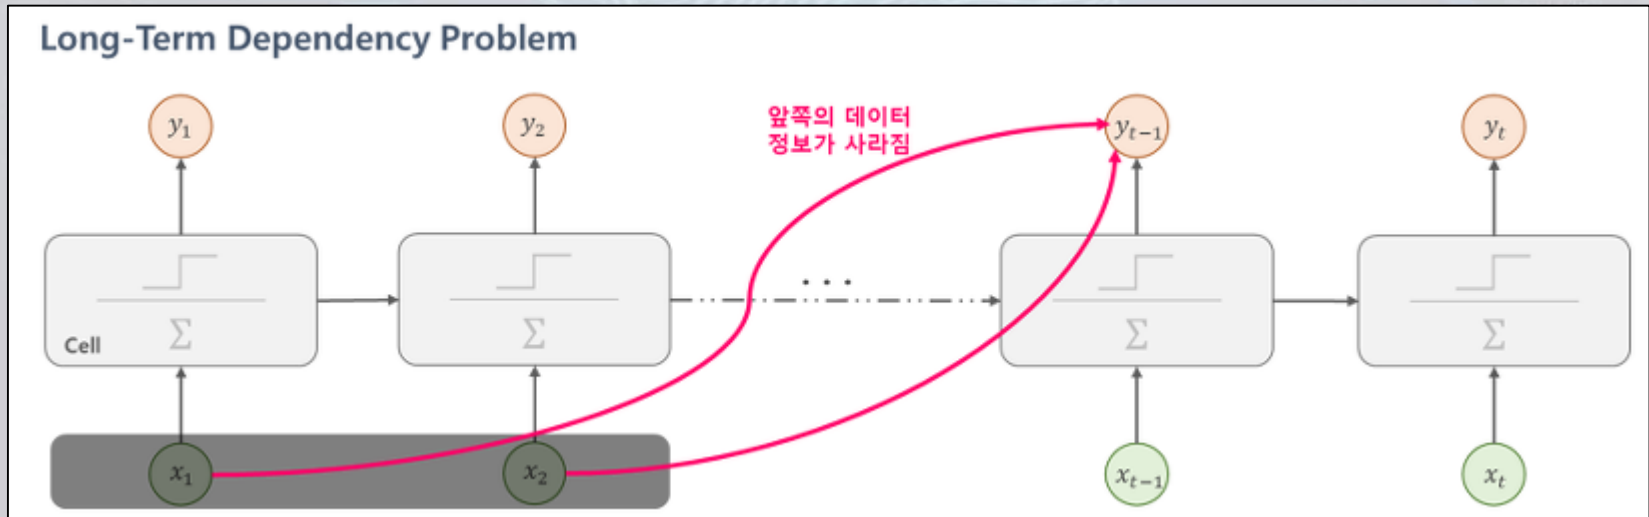 Long-Term Dependency Problem
y₁
y₂
앞쪽의 데이터
정보가 사라짐
yₜ₋₁
yₜ
...
Cell
Σ
Σ
Σ
Σ
x₁
x₂
xₜ₋₁
xₜ